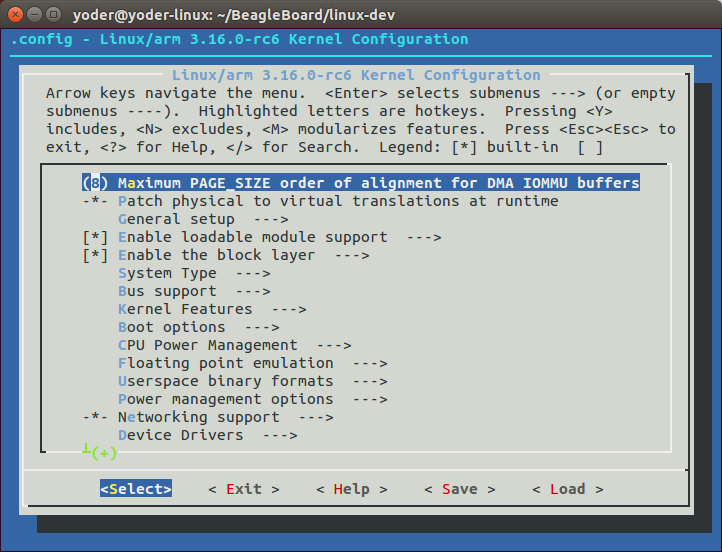 yoder@yoder-linux: ~/BeagleBoard/linux-dev
.config - Linux/arm 3.16.0-rc6 Kernel Configuration
Linux/arm 3.16.0-rc6 Kernel Configuration
Arrow keys navigate the menu.  <Enter> selects submenus ---> (or empty
submenus ----).  Highlighted letters are hotkeys.  Pressing <Y>
includes, <N> excludes, <M> modularizes features.  Press <Esc><Esc> to
exit, <?> for Help, </> for Search.  Legend: [*] built-in  [ ]
(8) Maximum PAGE_SIZE order of alignment for DMA IOMMU buffers
-*- Patch physical to virtual translations at runtime
General setup  --->
[*] Enable loadable module support  --->
[*] Enable the block layer  --->
System Type  --->
Bus support  --->
Kernel Features  --->
Boot options  --->
CPU Power Management  --->
Floating point emulation  --->
Userspace binary formats  --->
Power management options  --->
-*- Networking support  --->
Device Drivers  --->
┴(+)
<Select>    < Exit >    < Help >    < Save >    < Load >